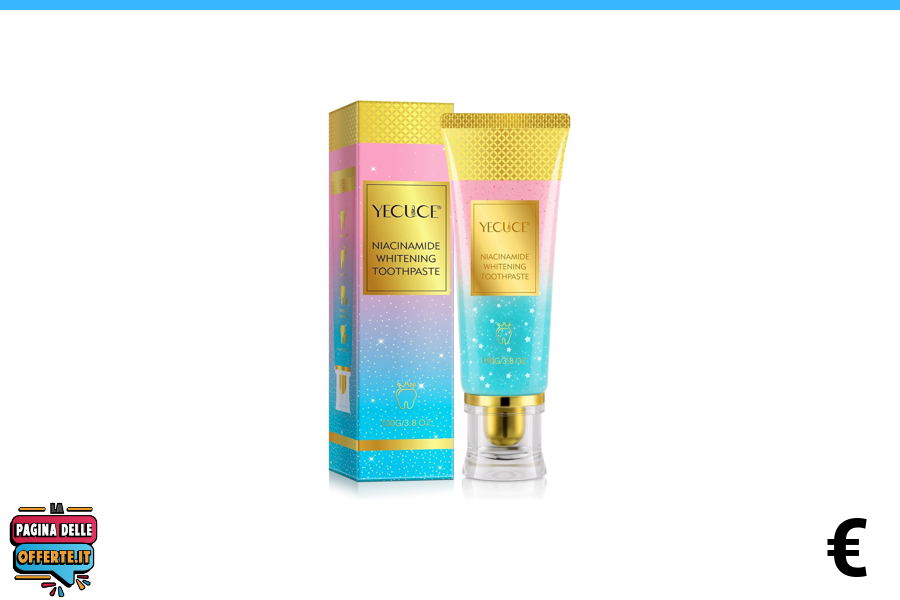 YECUCE®
NIACINAMIDE
WHITENING
TOOTHPASTE
YECUCE®
NIACINAMIDE
WHITENING
TOOTHPASTE
LA
PAGINA DELLE
OFFERTE.IT
€